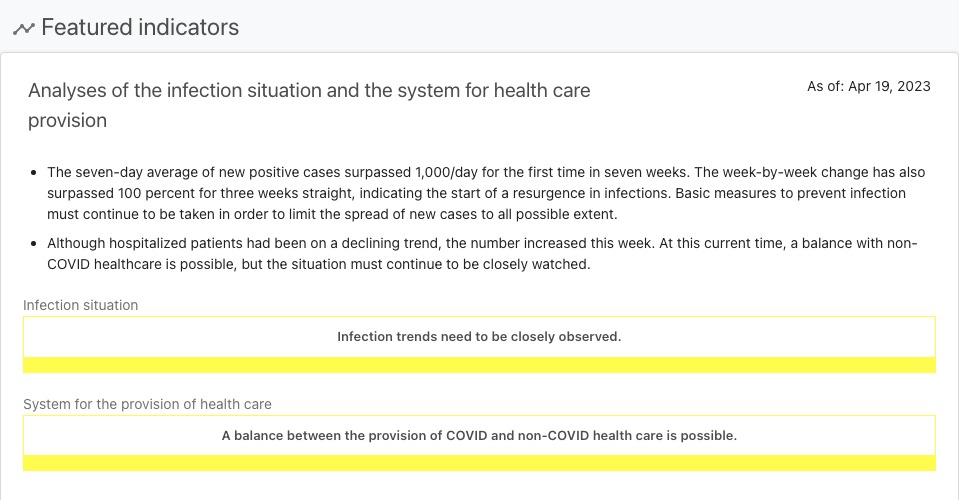 Featured indicators
Analyses of the infection situation and the system for health care
provision
As of: Apr 19, 2023
• The seven-day average of new positive cases surpassed 1,000/day for the first time in seven weeks. The week-by-week change has also
surpassed 100 percent for three weeks straight, indicating the start of a resurgence in infections. Basic measures to prevent infection
must continue to be taken in order to limit the spread of new cases to all possible extent.
• Although hospitalized patients had been on a declining trend, the number increased this week. At this current time, a balance with non-
COVID healthcare is possible, but the situation must continue to be closely watched.
Infection situation
Infection trends need to be closely observed.
System for the provision of health care
A balance between the provision of COVID and non-COVID health care is possible.